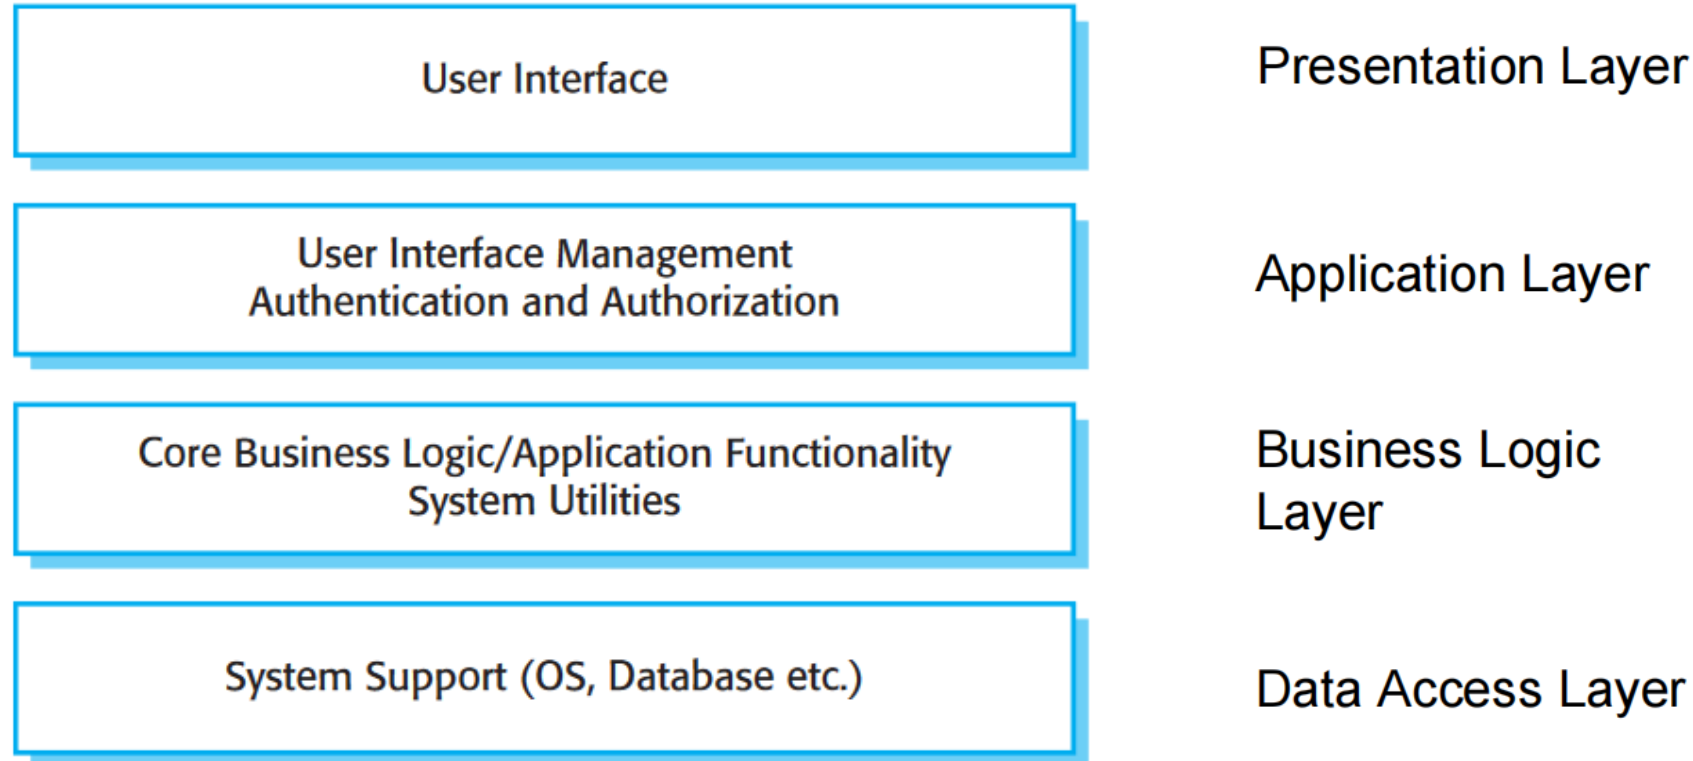 User Interface
Presentation Layer
User Interface Management
Authentication and Authorization
Application Layer
Core Business Logic/Application Functionality
System Utilities
Business Logic
Layer
System Support (OS, Database etc.)
Data Access Layer